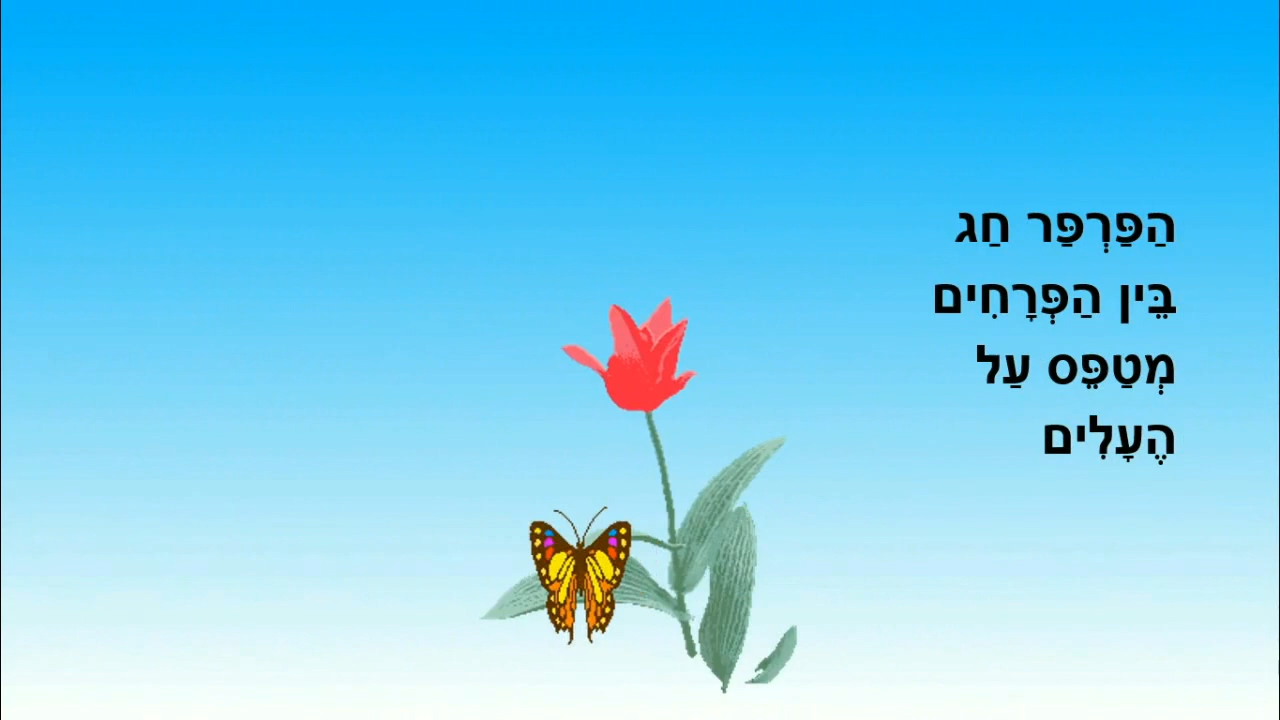 הַפַּרְפַּר חַג
בֵּין הַפְּרָחִים
מְטַפֵּס עַל
הֶעָלִים